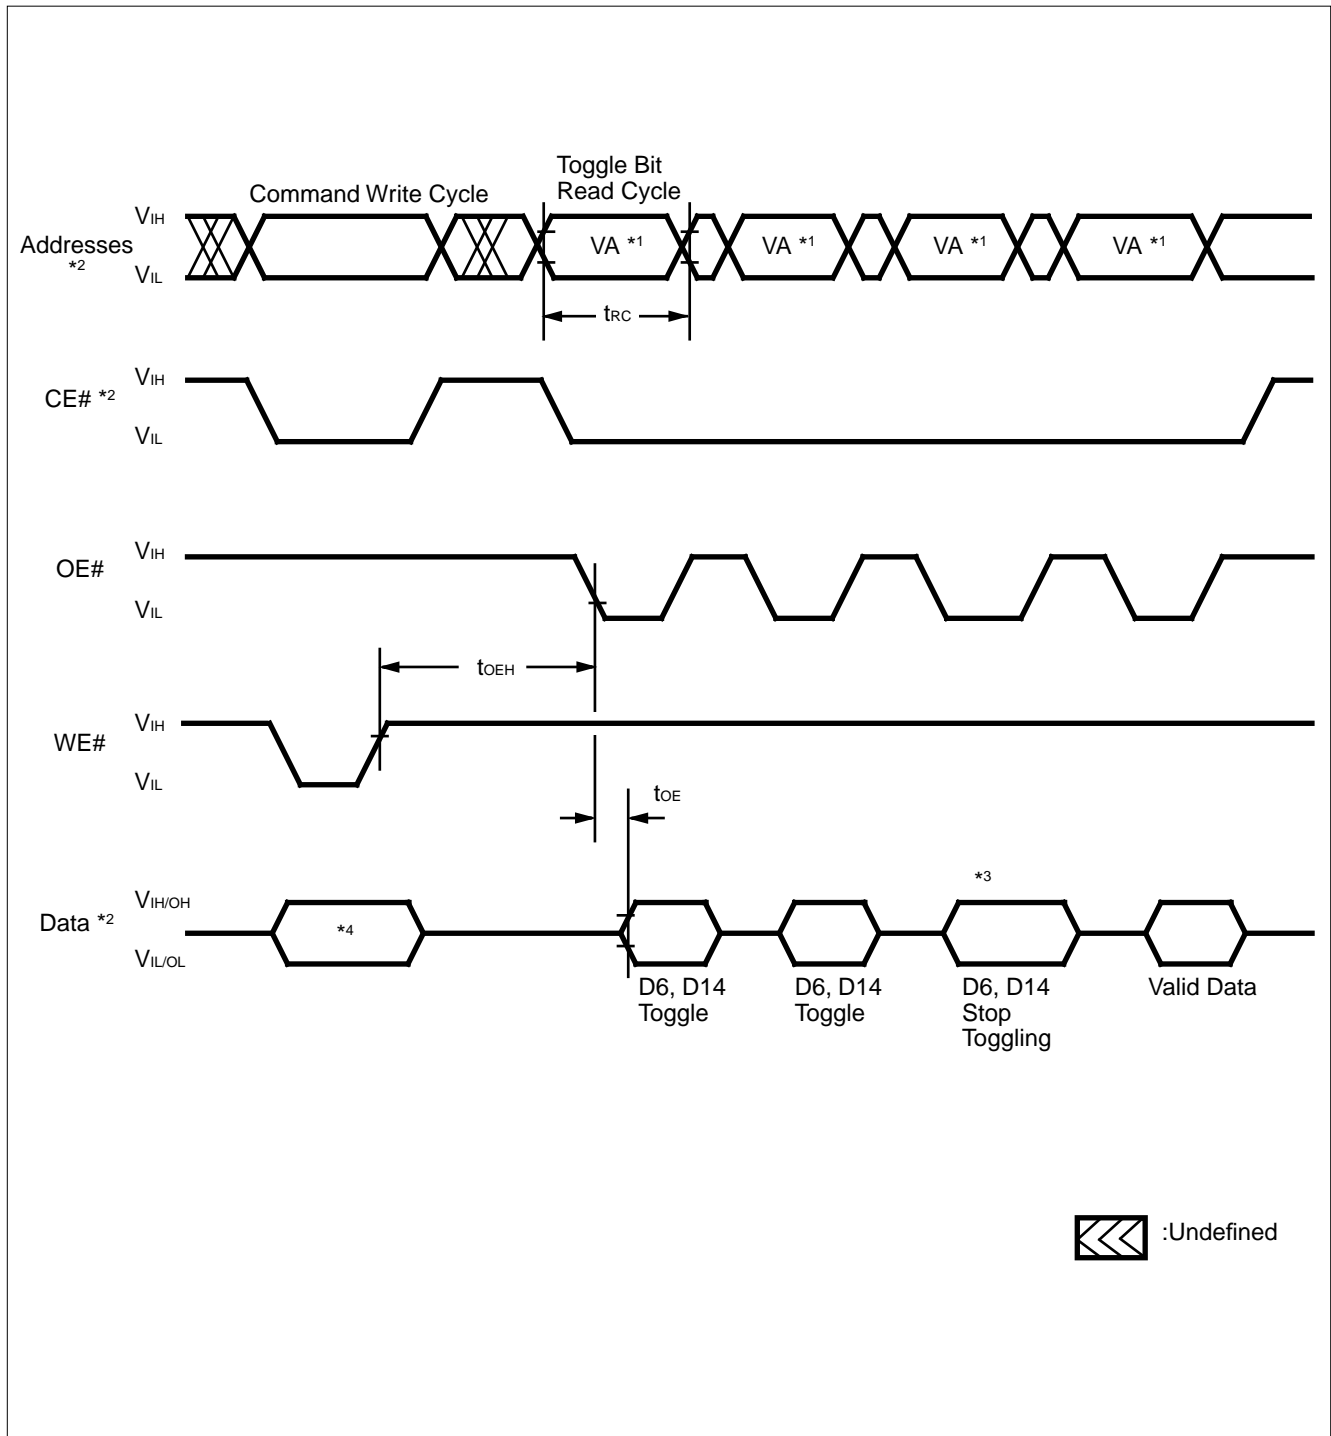 Command Write Cycle
Toggle Bit
Read Cycle
Addresses
*2
VIH
VIL
VA *1
VA *1
VA *1
VA *1
tRC
CE# *2
VIH
VIL
OE#
VIH
VIL
tOEH
WE#
VIH
VIL
tOE
Data *2
VIH/OH
VIL/OL
*4
*3
D6, D14
Toggle
D6, D14
Toggle
D6, D14
Stop
Toggling
Valid Data
:Undefined